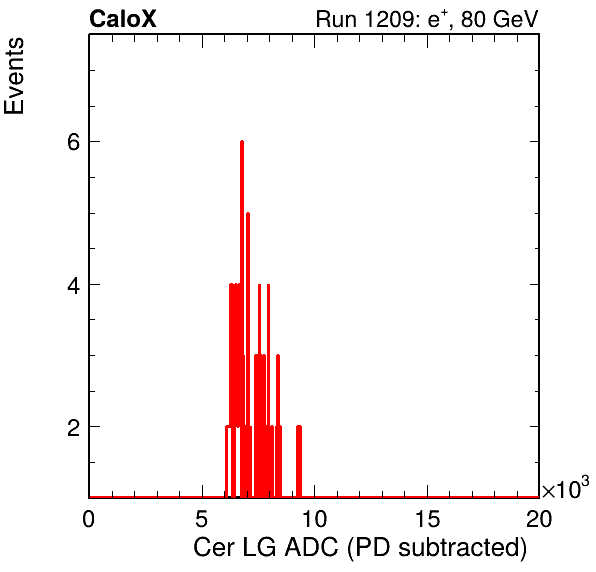 CaloX Run 1209: e⁺, 80 GeV
Events
6
4
2
0 5 10 15 20
×10³
Cer LG ADC (PD subtracted)